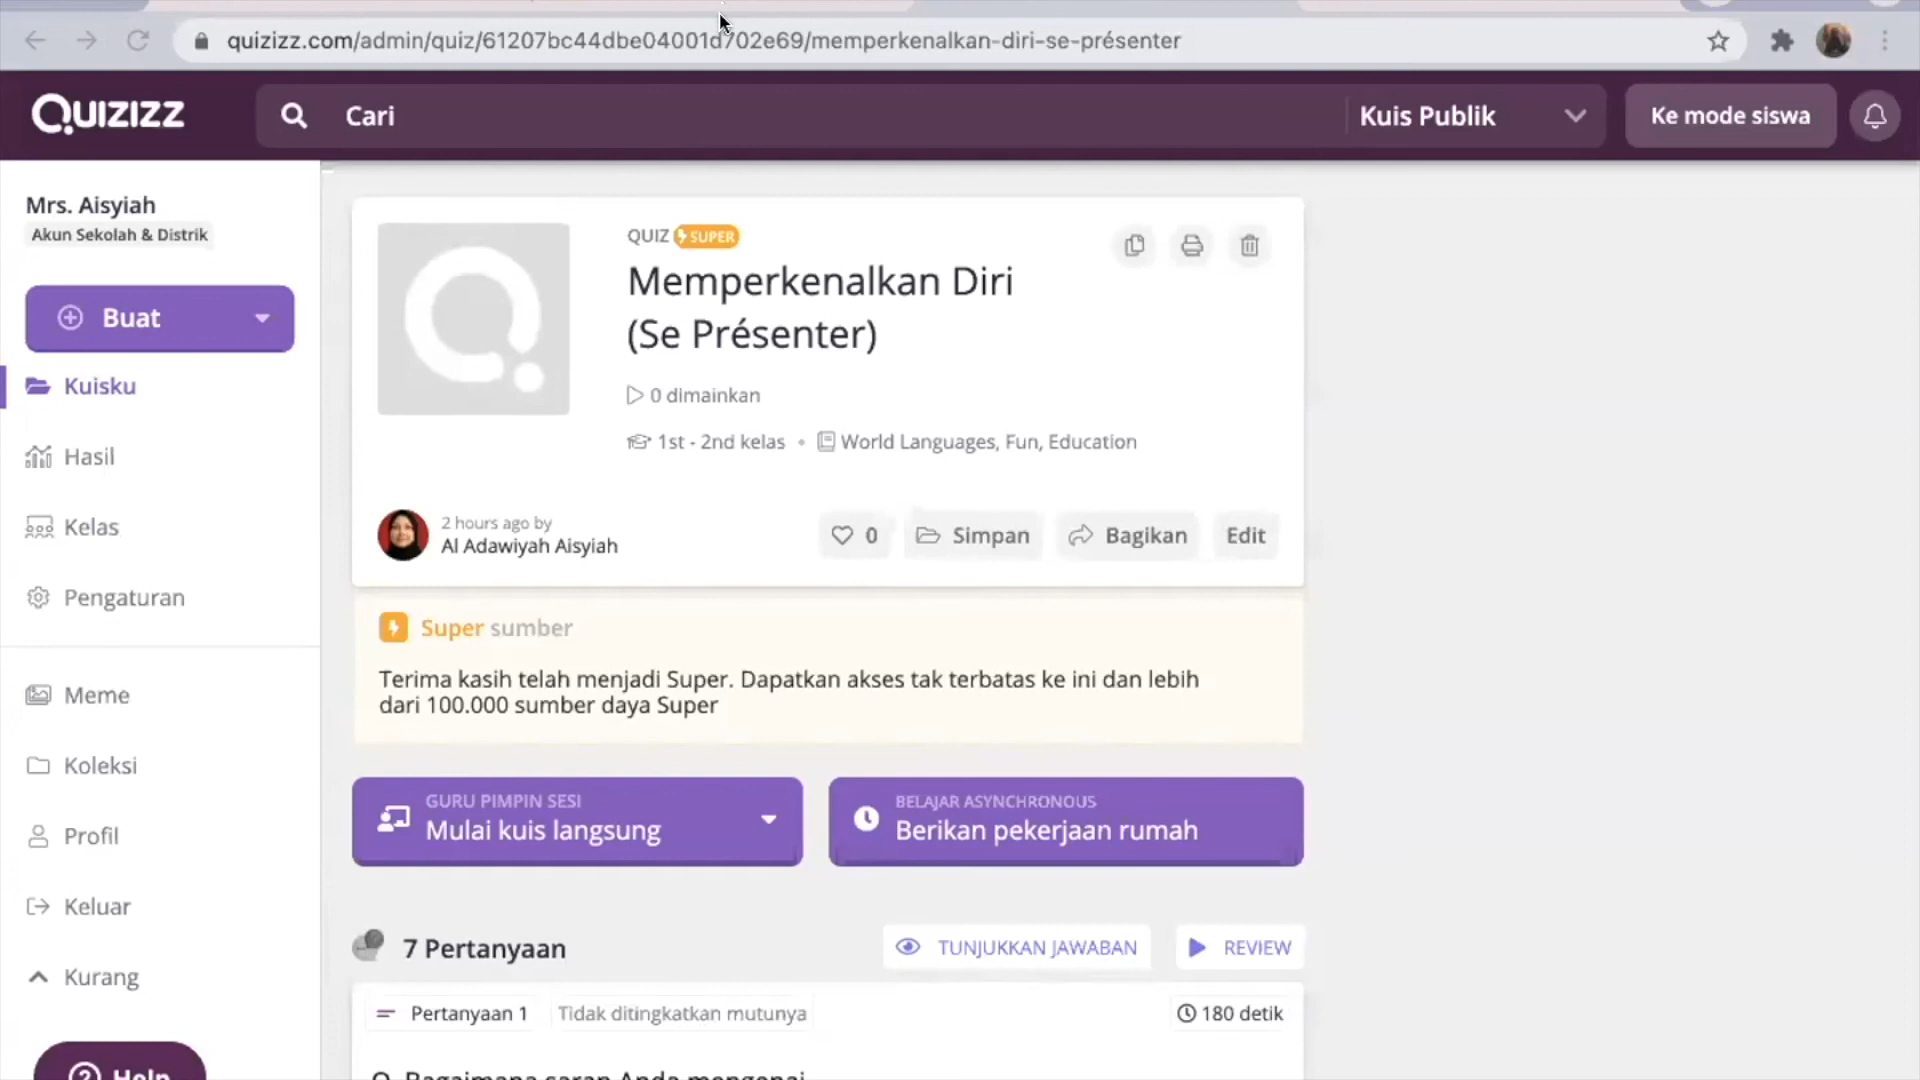 quizizz.com/admin/quiz/61207bc44dbe04001d702e69/memperkenalkan-diri-se-présenter
QUIZIZZ
Cari
Kuis Publik
Ke mode siswa
Mrs. Aisyiah
Akun Sekolah & Distrik
Buat
Kuisku
Hasil
Kelas
Pengaturan
Meme
Koleksi
Profil
Keluar
Kurang
Help
QUIZ SUPER
Memperkenalkan Diri
(Se Présenter)
0 dimainkan
1st - 2nd kelas • World Languages, Fun, Education
2 hours ago by
Al Adawiyah Aisyiah
0
Simpan
Bagikan
Edit
Super sumber
Terima kasih telah menjadi Super. Dapatkan akses tak terbatas ke ini dan lebih
dari 100.000 sumber daya Super
GURU PIMPIN SESI
Mulai kuis langsung
BELAJAR ASYNCHRONOUS
Berikan pekerjaan rumah
7 Pertanyaan
TUNJUKKAN JAWABAN
REVIEW
Pertanyaan 1
Tidak ditingkatkan mutunya
180 detik
Q. Bagaimana saran Anda mengenai